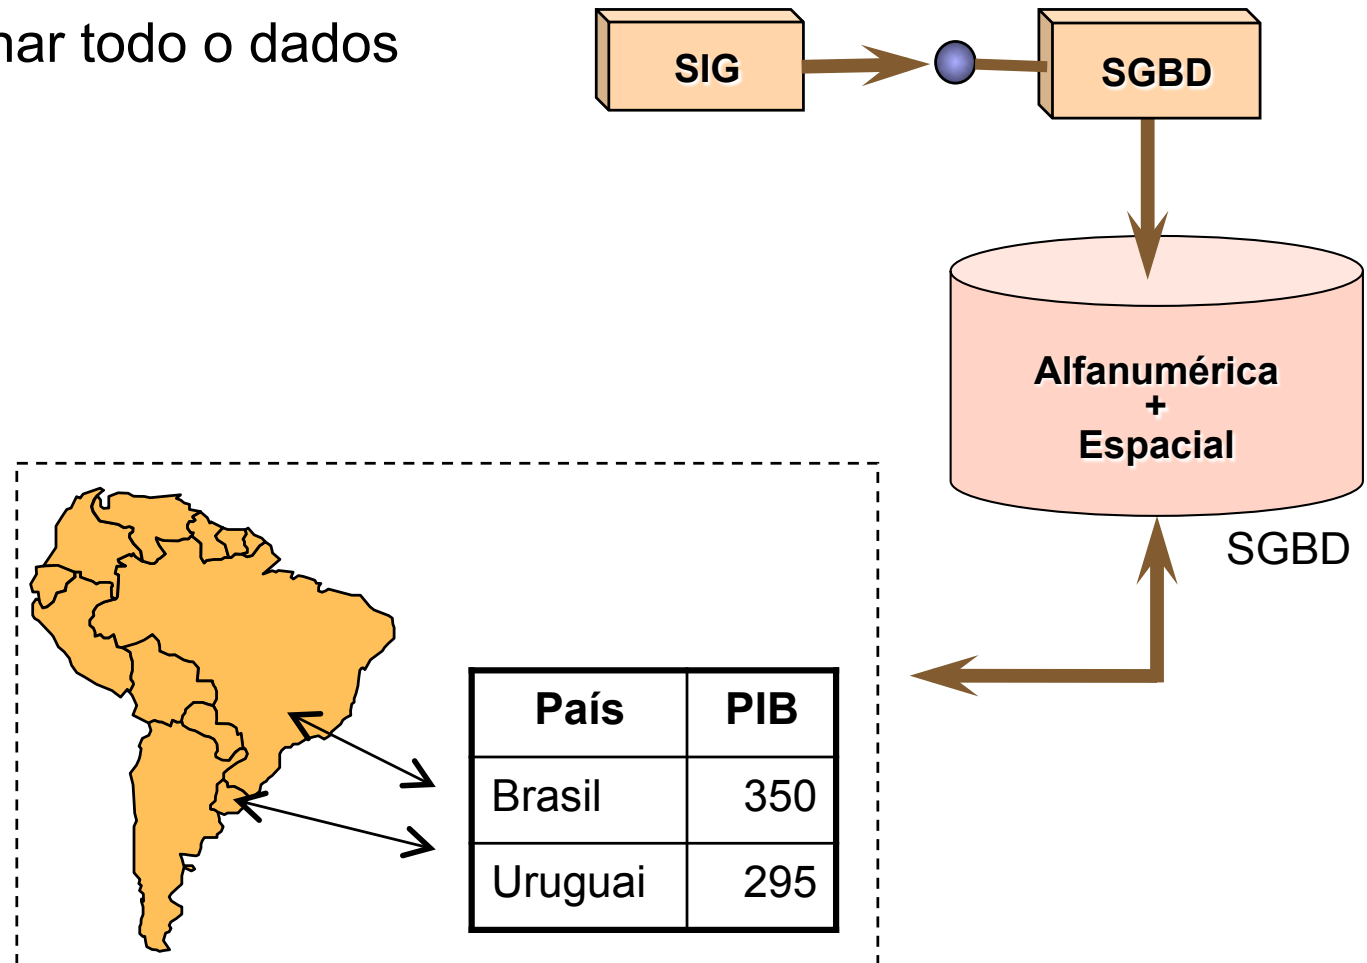 nar todo o dados
SIG
SGBD
Alfanumérica
+
Espacial
SGBD
País PIB
Brasil 350
Uruguai 295